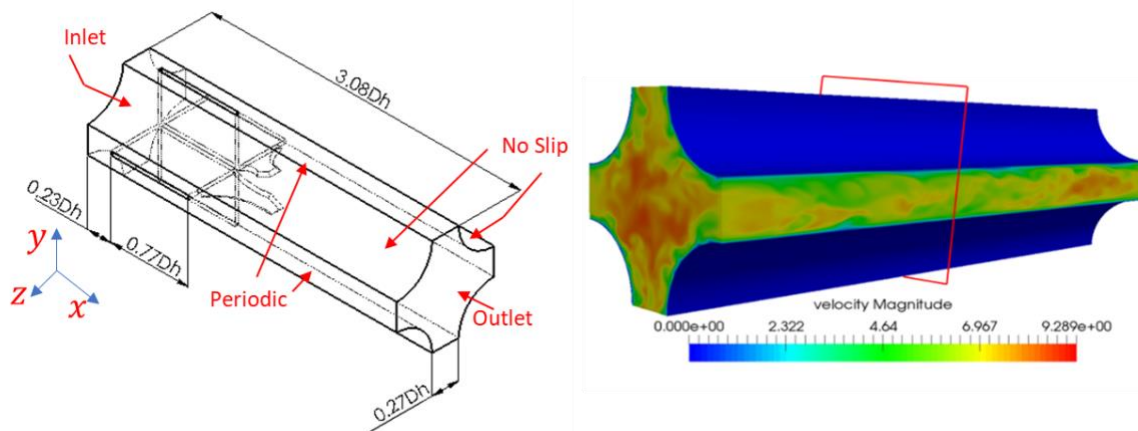 Inlet
3.08Dh
No Slip
0.23Dh
0.77Dh
y
z
x
Periodic
Outlet
0.27Dh
velocity Magnitude
0.000e+00 2.322 4.64 6.967 9.289e+00